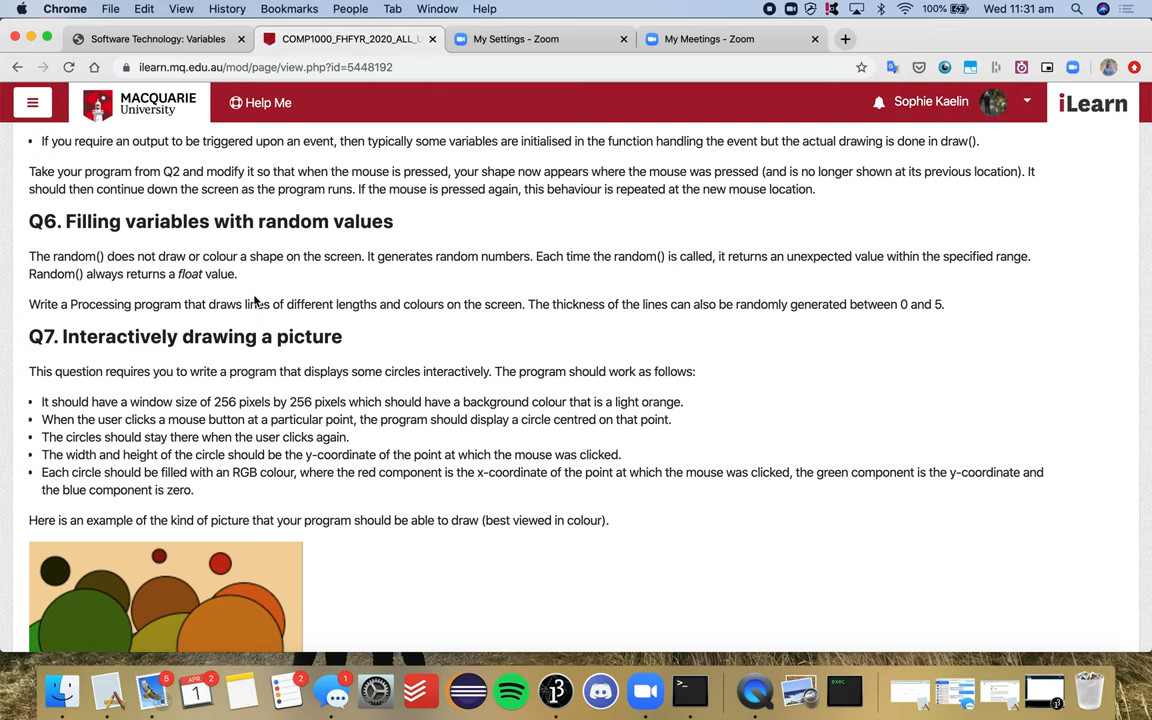 Chrome File Edit View History Bookmarks People Tab Window Help 100% Wed 11:31 am
Software Technology: Variables COMP1000_FHFYR_2020_ALL_U My Settings - Zoom My Meetings - Zoom
ilearn.mq.edu.au/mod/page/view.php?id=5448192
MACQUARIE University Help Me Sophie Kaelin iLearn
• If you require an output to be triggered upon an event, then typically some variables are initialised in the function handling the event but the actual drawing is done in draw().
Take your program from Q2 and modify it so that when the mouse is pressed, your shape now appears where the mouse was pressed (and is no longer shown at its previous location). It
should then continue down the screen as the program runs. If the mouse is pressed again, this behaviour is repeated at the new mouse location.
Q6. Filling variables with random values
The random() does not draw or colour a shape on the screen. It generates random numbers. Each time the random() is called, it returns an unexpected value within the specified range.
Random() always returns a float value.
Write a Processing program that draws lines of different lengths and colours on the screen. The thickness of the lines can also be randomly generated between 0 and 5.
Q7. Interactively drawing a picture
This question requires you to write a program that displays some circles interactively. The program should work as follows:
• It should have a window size of 256 pixels by 256 pixels which should have a background colour that is a light orange.
• When the user clicks a mouse button at a particular point, the program should display a circle centred on that point.
• The circles should stay there when the user clicks again.
• The width and height of the circle should be the y-coordinate of the point at which the mouse was clicked.
• Each circle should be filled with an RGB colour, where the red component is the x-coordinate of the point at which the mouse was clicked, the green component is the y-coordinate and
the blue component is zero.
Here is an example of the kind of picture that your program should be able to draw (best viewed in colour).
5 APR 2 1 2 1 exec